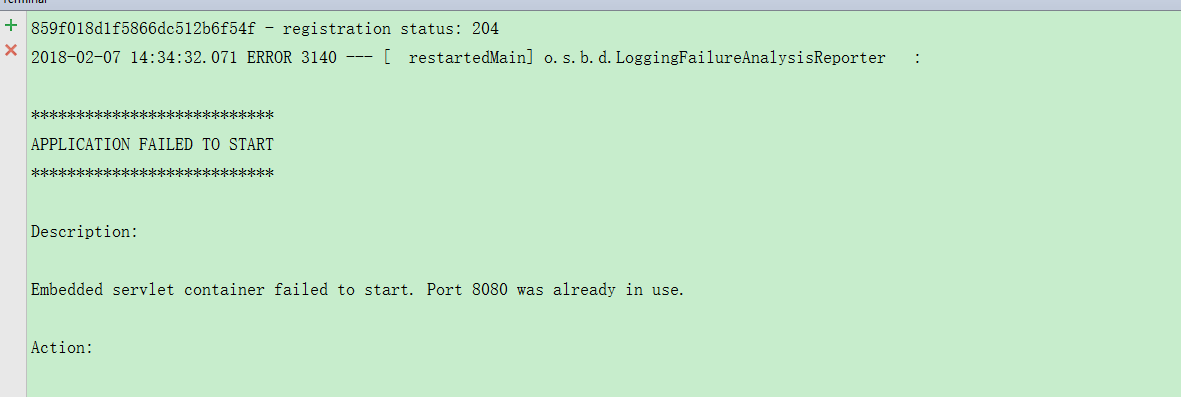 Terminal
859f018d1f5866dc512b6f54f - registration status: 204
2018-02-07 14:34:32.071 ERROR 3140 --- [  restartedMain] o.s.b.d.LoggingFailureAnalysisReporter   :
***************************
APPLICATION FAILED TO START
***************************
Description:
Embedded servlet container failed to start. Port 8080 was already in use.
Action: